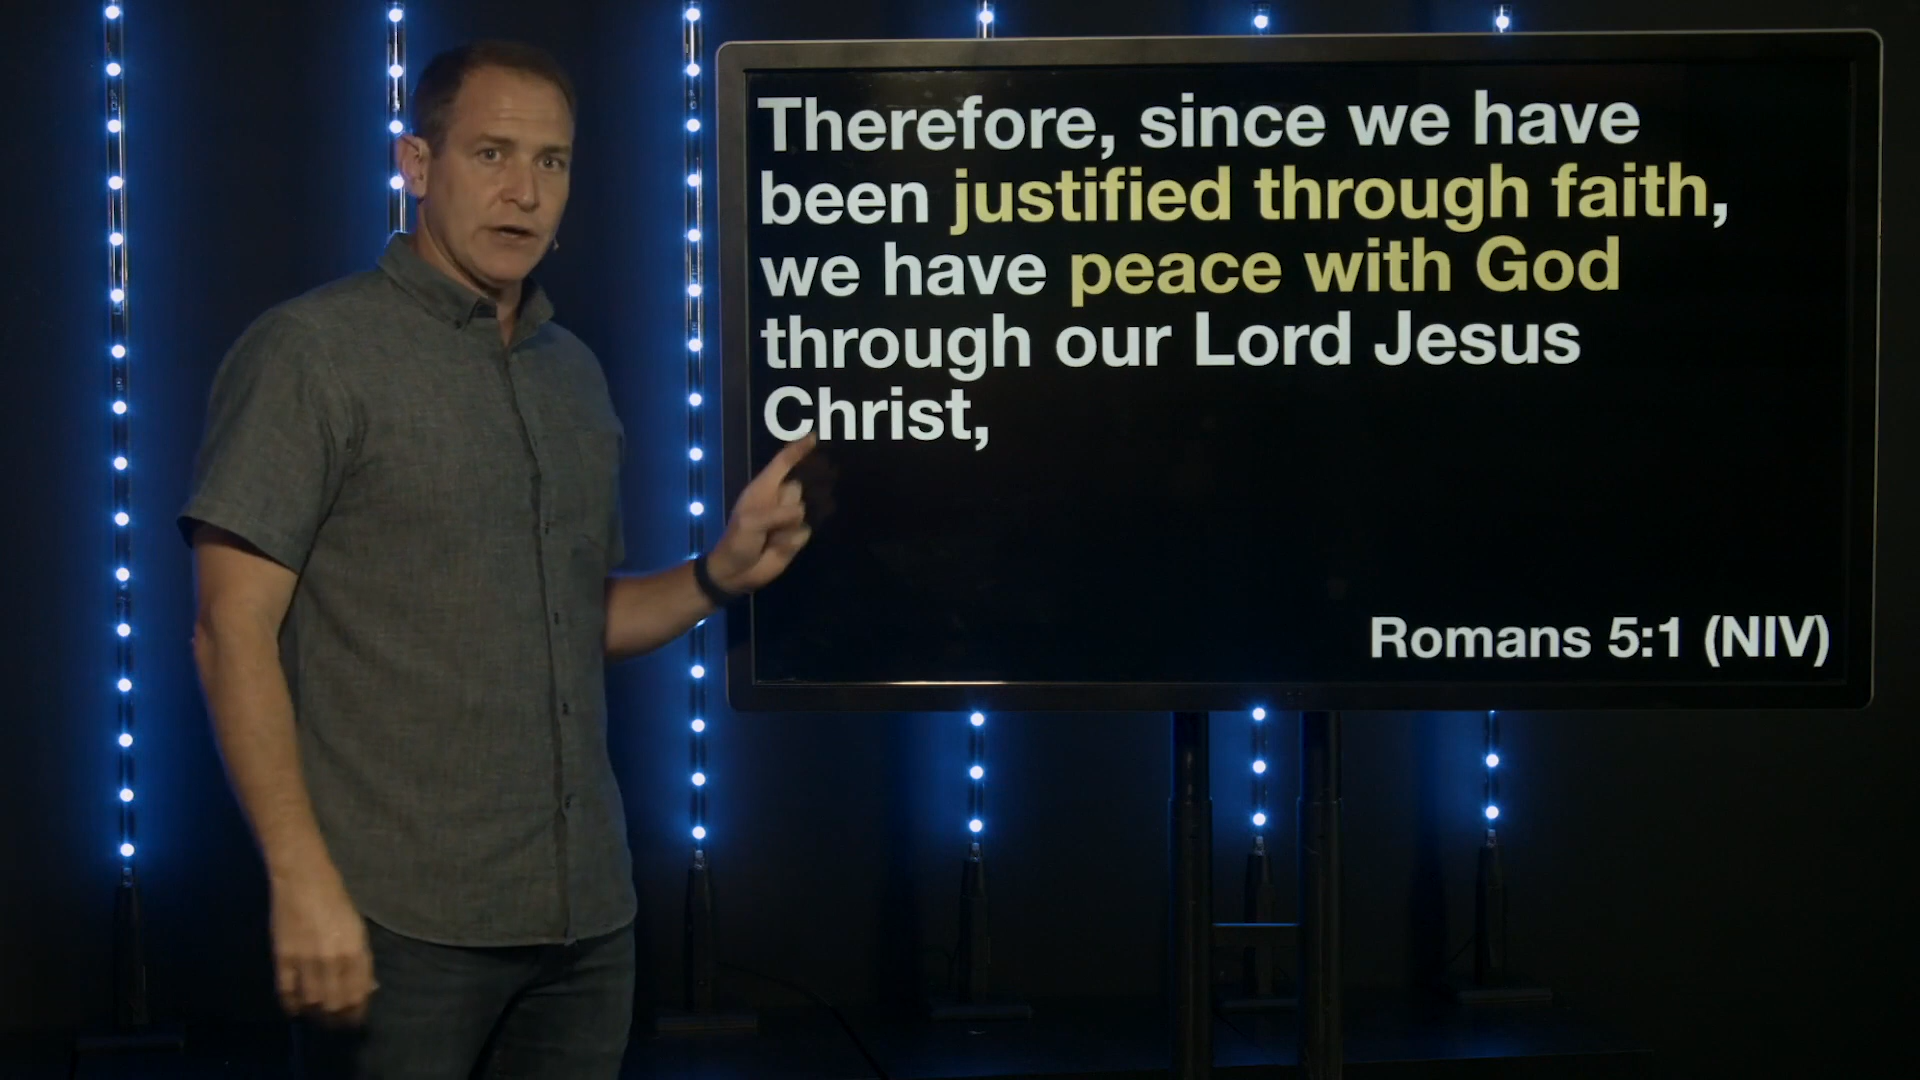 Therefore, since we have
been justified through faith,
we have peace with God
through our Lord Jesus
Christ,
Romans 5:1 (NIV)